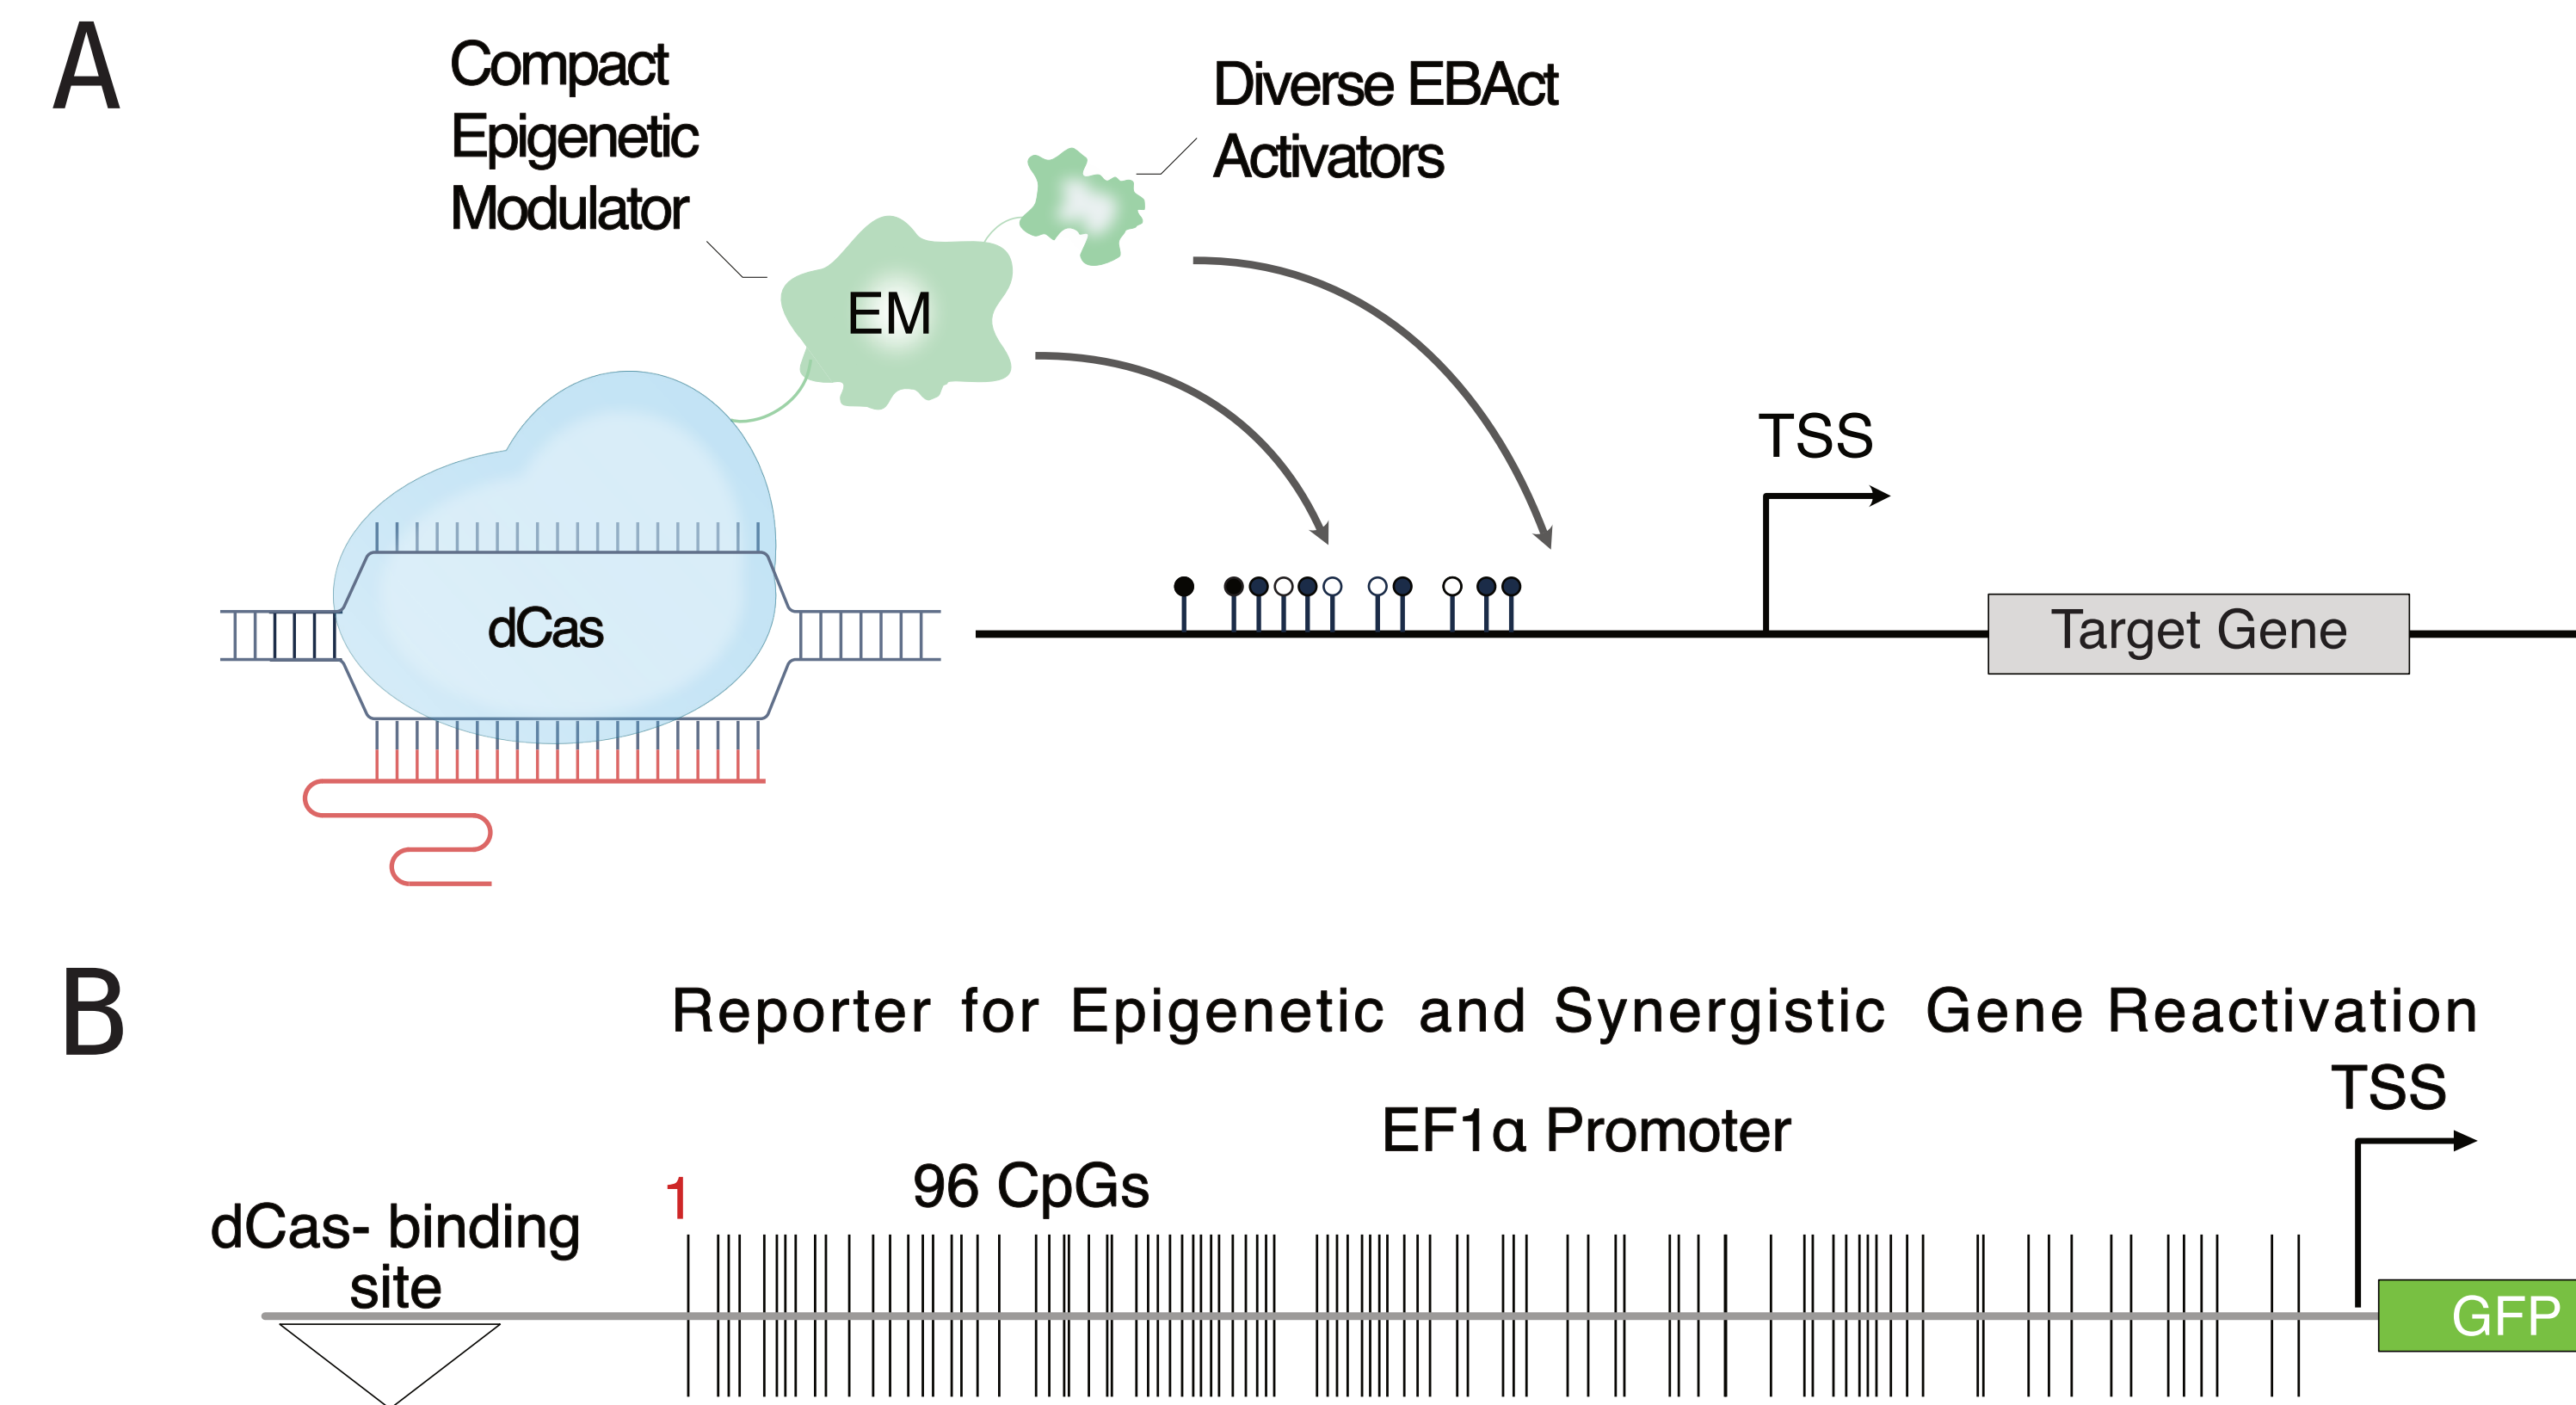 A
Compact
Epigenetic
Modulator
Diverse EBAct
Activators
EM
TSS
dCas
Target Gene
B
Reporter for Epigenetic and Synergistic Gene Reactivation
TSS
EF1α Promoter
96 CpGs
1
dCas- binding
site
GFP